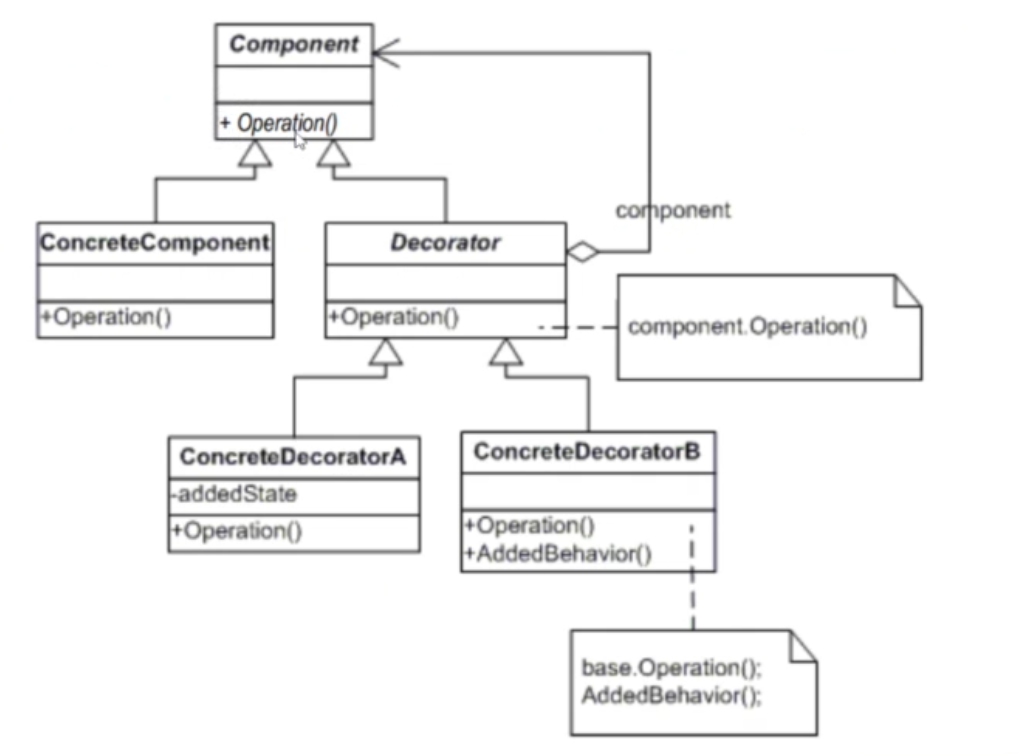 Component
+ Operation()
component
ConcreteComponent
+Operation()
Decorator
+Operation()
component.Operation()
ConcreteDecoratorA
-addedState
+Operation()
ConcreteDecoratorB
+Operation()
+AddedBehavior()
base.Operation();
AddedBehavior();